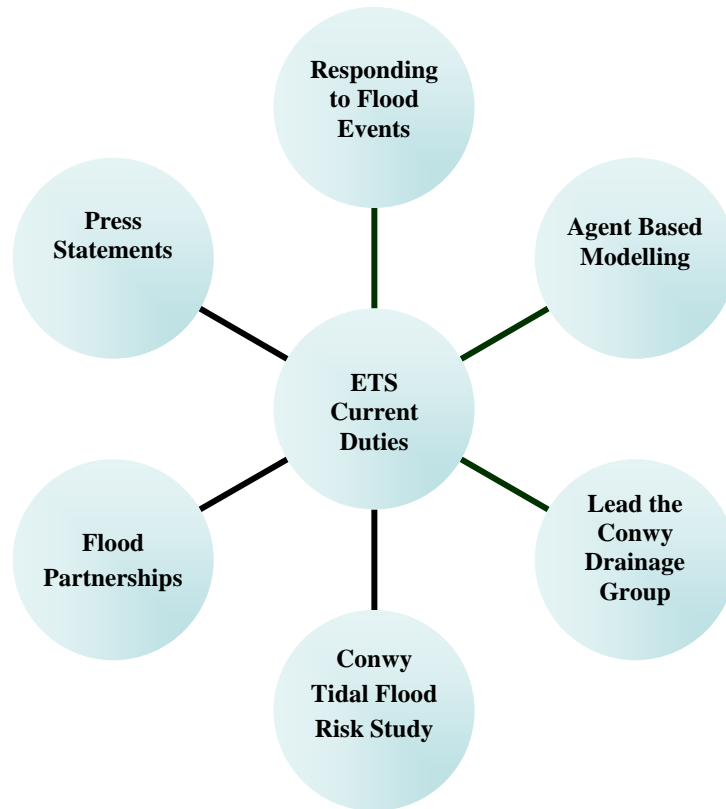 Responding
to Flood
Events
Press
Statements
Agent Based
Modelling
ETS
Current
Duties
Flood
Partnerships
Lead the
Conwy
Drainage
Group
Conwy
Tidal Flood
Risk Study